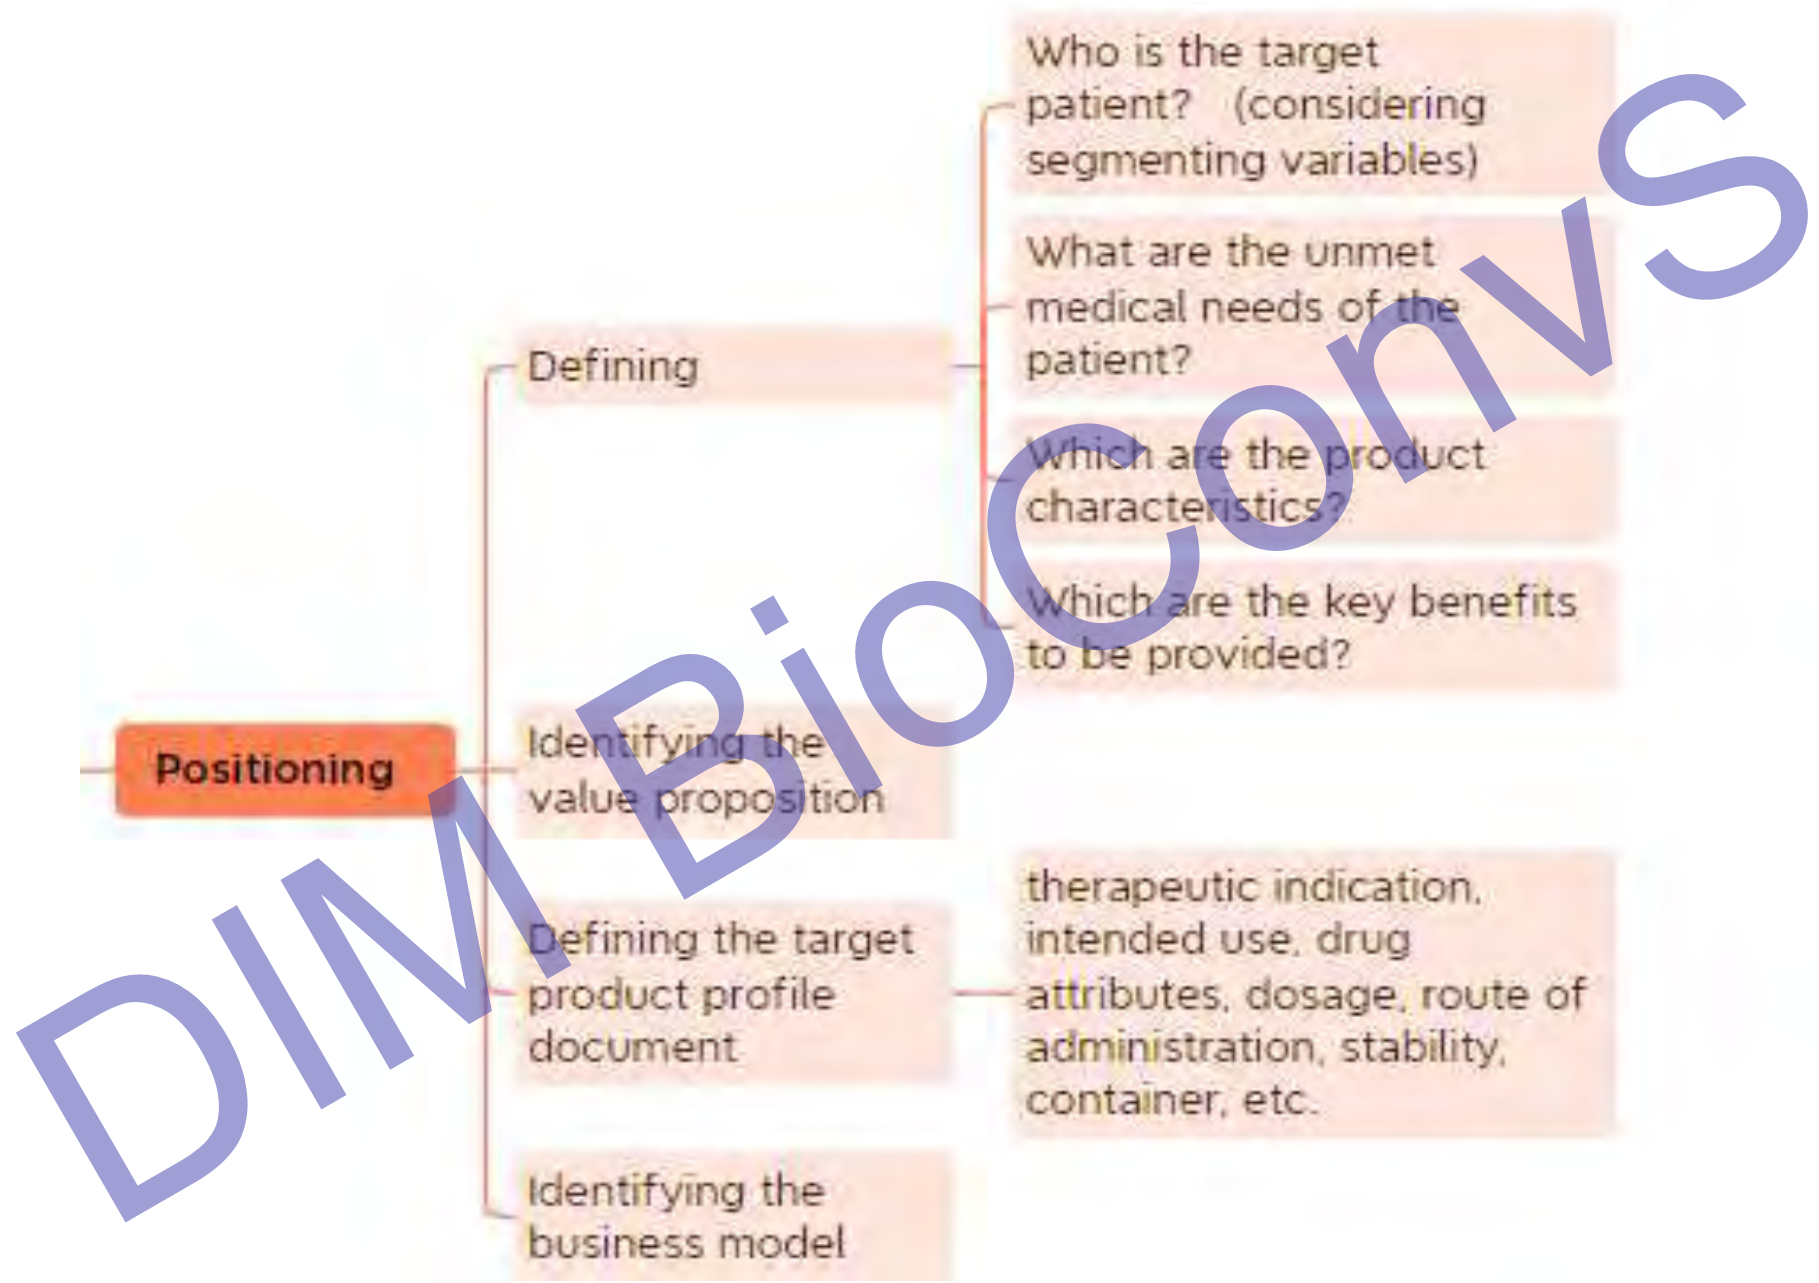 Who is the target
patient? (considering
segmenting variables)
What are the unmet
medical needs of the
patient?
Defining
Which are the product
characteristics?
Which are the key benefits
to be provided?
Positioning
Identifying the
value proposition
Defining the target
product profile
document
therapeutic indication,
intended use, drug
attributes, dosage, route of
administration, stability,
container, etc.
Identifying the
business model
DIM BioConvS